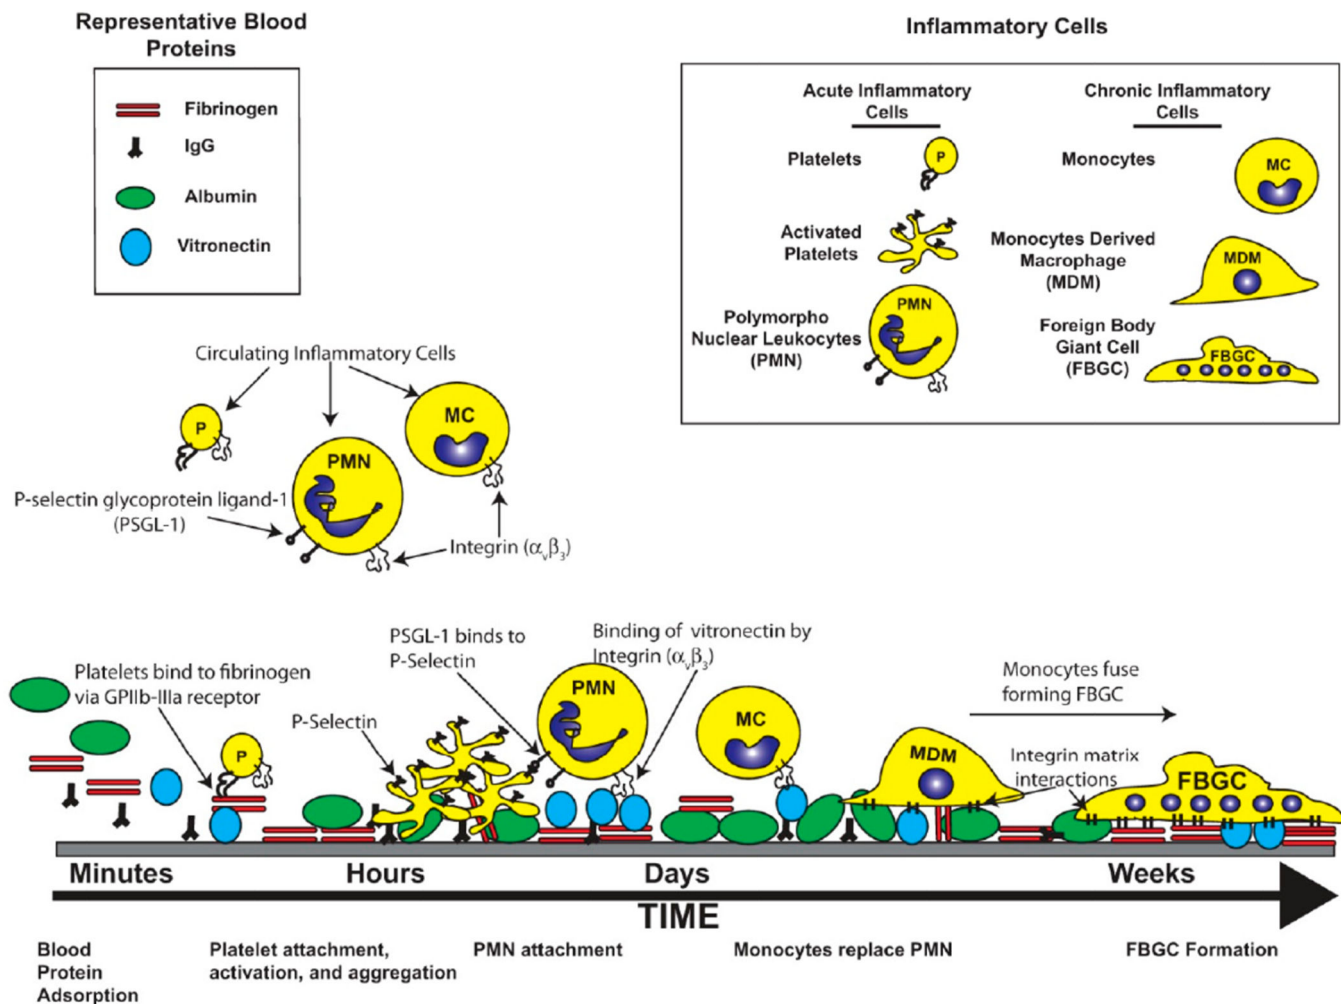 Representative Blood
Proteins
Fibrinogen
IgG
Albumin
Vitronectin
Inflammatory Cells
Acute Inflammatory
Cells
Platelets
P
Activated
Platelets
Polymorpho
Nuclear Leukocytes
(PMN)
PMN
Chronic Inflammatory
Cells
Monocytes
MC
Monocytes Derived
Macrophage
(MDM)
MDM
Foreign Body
Giant Cell
(FBGC)
FBGC
Circulating Inflammatory Cells
P
PMN
MC
P-selectin glycoprotein ligand-1
(PSGL-1)
Integrin (αᵥβ₃)
Platelets bind to fibrinogen
via GPIIb-IIIa receptor
P
P-Selectin
PSGL-1 binds to
P-Selectin
PMN
Binding of vitronectin by
Integrin (αᵥβ₃)
MC
MDM
Monocytes fuse
forming FBGC
Integrin matrix
interactions
FBGC
Minutes
Hours
Days
Weeks
TIME
Blood
Protein
Adsorption
Platelet attachment,
activation, and aggregation
PMN attachment
Monocytes replace PMN
FBGC Formation